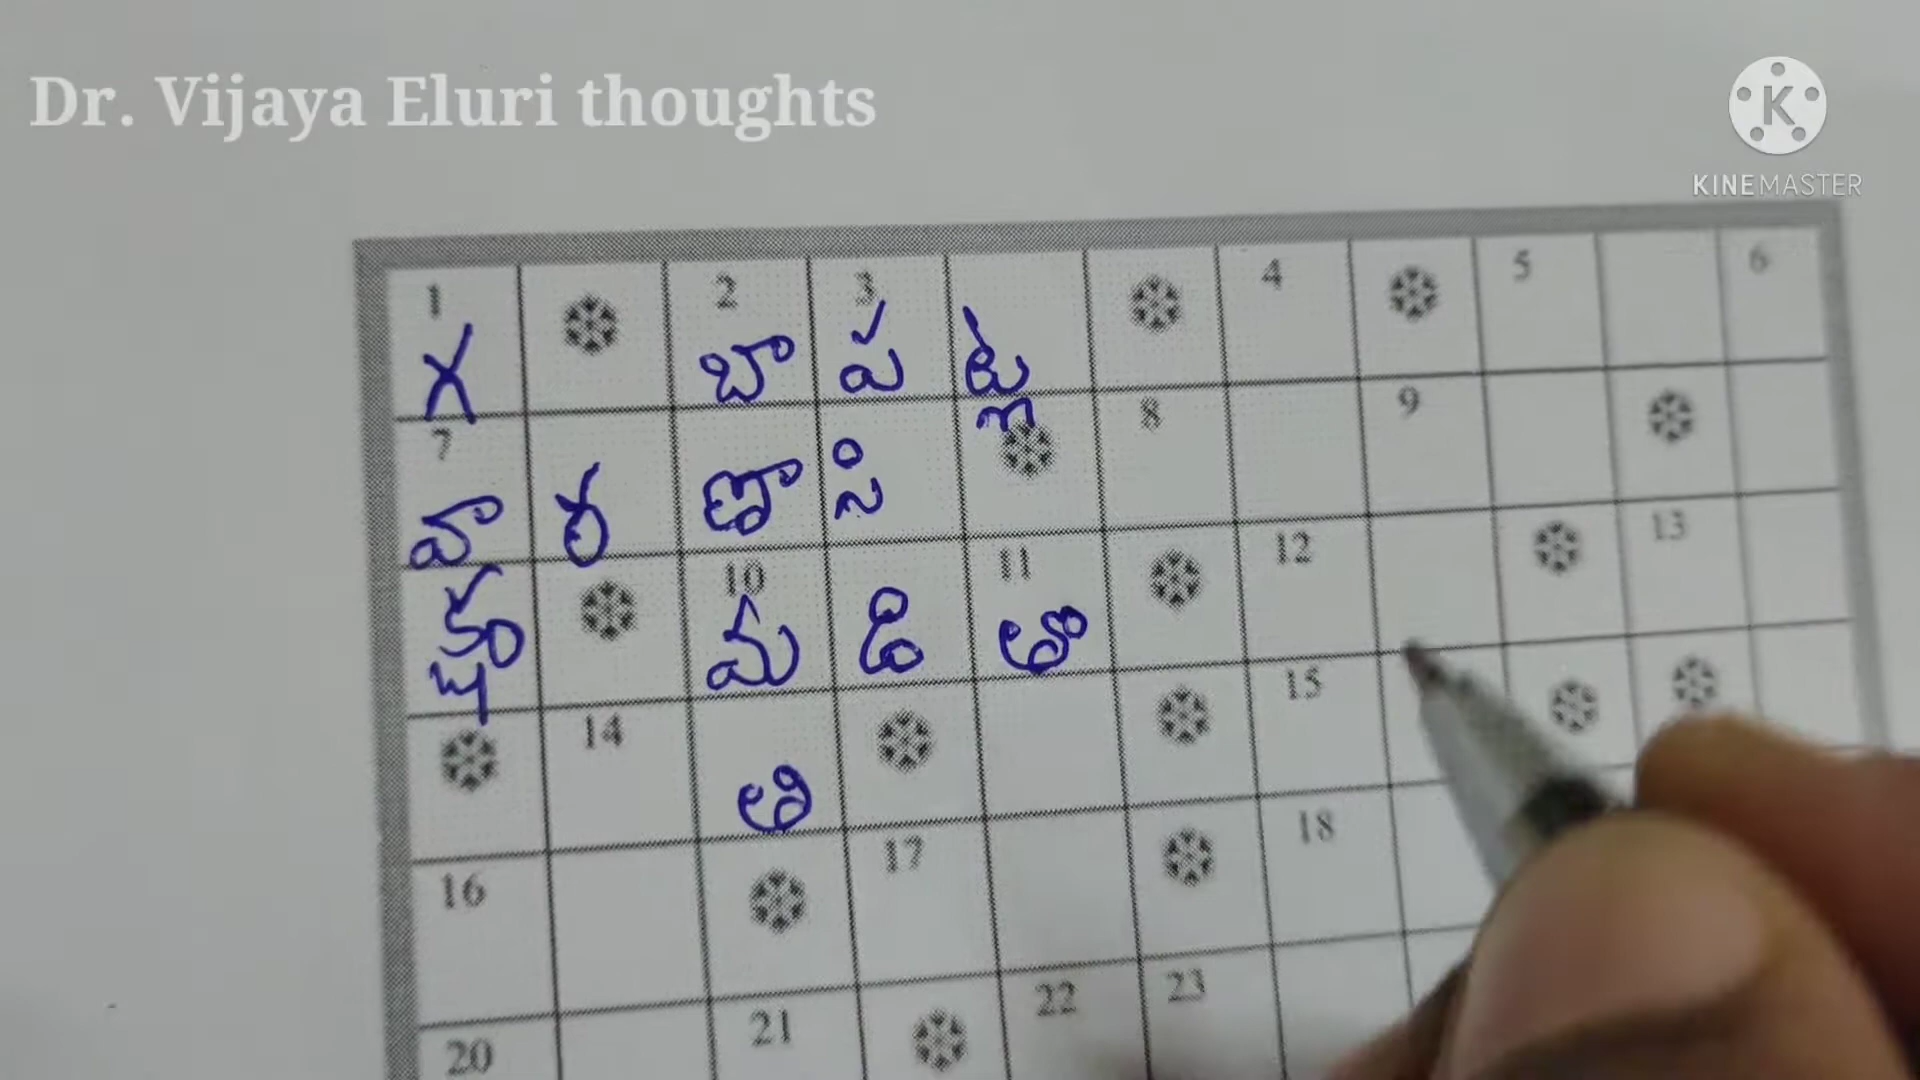 Dr. Vijaya Eluri thoughts
K
KINEMASTER
1 2 3 4 5 6
గ బా ప ట్ల
7 8 9
వా ర ణా సి
10 11 12 13
క్షం మ డి తా
14 15
తి
16 17 18
20 21 22 23